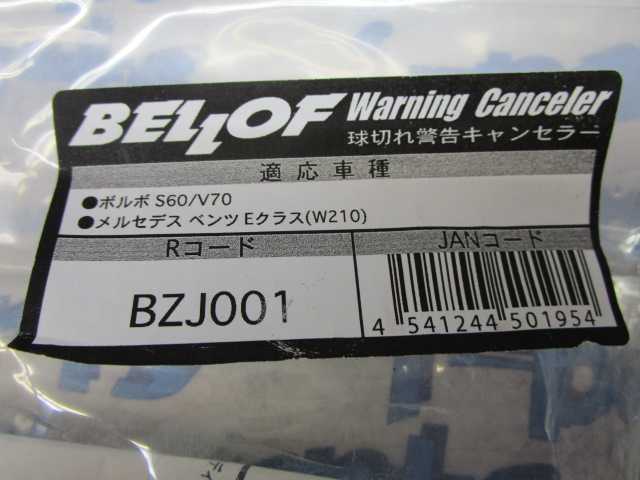 BELLOF Warning Canceler
球切れ警告キャンセラー
適応車種
●ボルボ S60/V70
●メルセデス ベンツ Eクラス(W210)
Rコード
JANコード
BZJ001
4 541244 501954